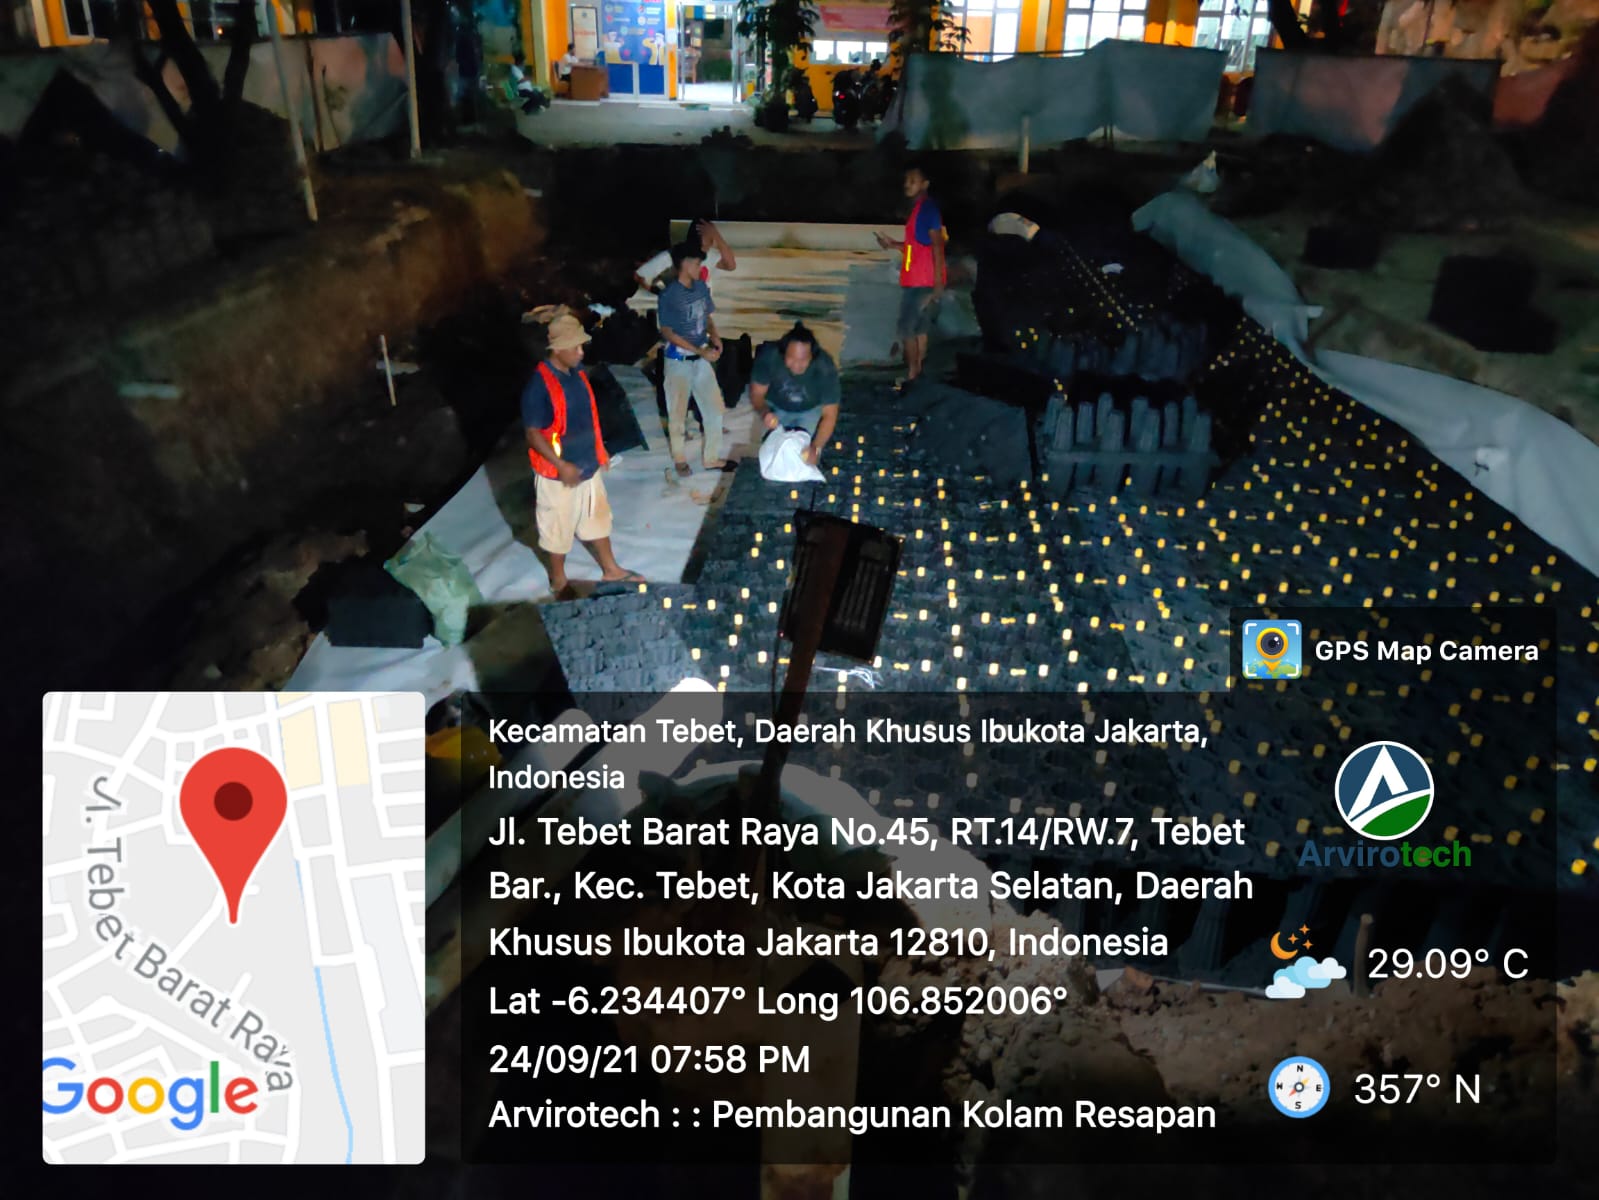 GPS Map Camera
Kecamatan Tebet, Daerah Khusus Ibukota Jakarta,
Indonesia
Jl. Tebet Barat Raya No.45, RT.14/RW.7, Tebet
Bar., Kec. Tebet, Kota Jakarta Selatan, Daerah
Khusus Ibukota Jakarta 12810, Indonesia
Lat -6.234407° Long 106.852006°
24/09/21 07:58 PM
Arvirotech : : Pembangunan Kolam Resapan
Arvirotech
29.09° C
357° N
N
E
S
Jl. Tebet Barat Raya
Google